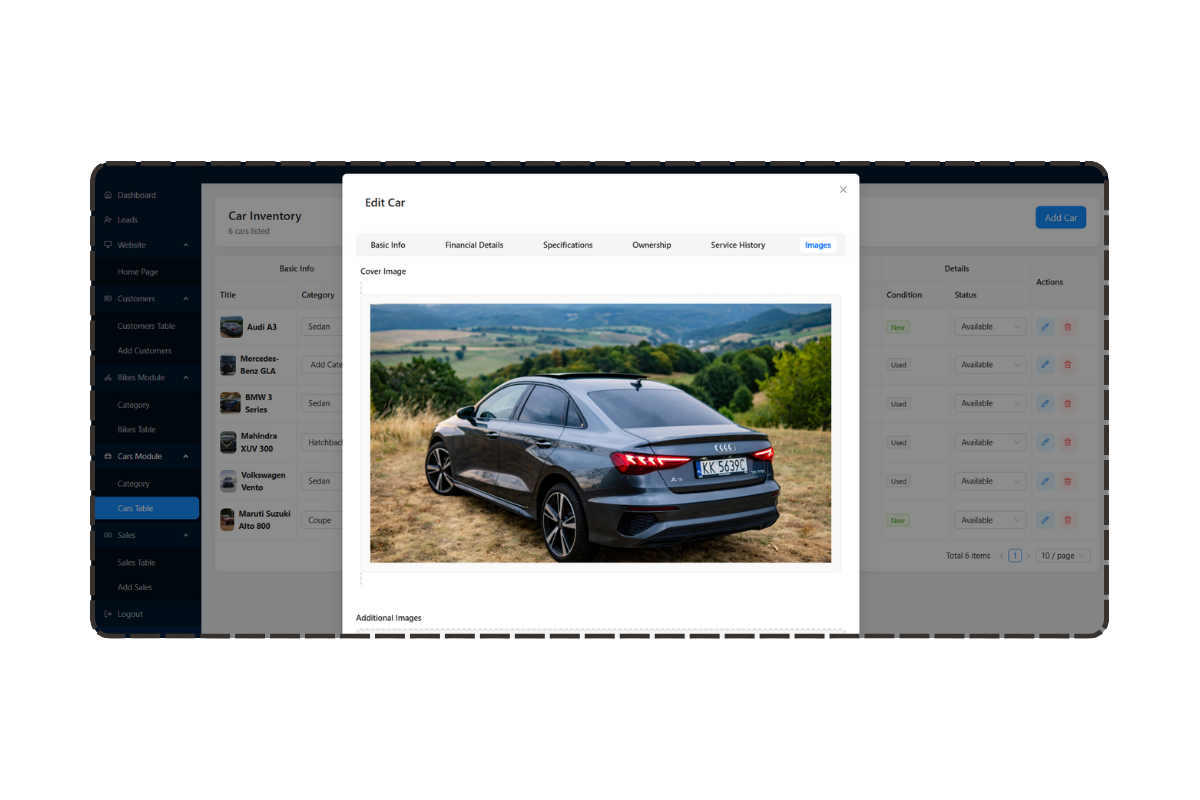 Dashboard
Leads
Website
Home Page
Customers
Customers Table
Add Customers
Bikes Module
Category
Bikes Table
Cars Module
Category
Cars Table
Sales
Sales Table
Add Sales
Logout
Car Inventory
6 cars listed
Add Car
Basic Info
Details
Actions
Title
Category
Condition
Status
Audi A3
Sedan
New
Available
Mercedes-
Benz GLA
Add Cate
Used
Available
BMW 3
Series
Sedan
Used
Available
Mahindra
XUV 300
Hatchbac
Used
Available
Volkswagen
Vento
Sedan
Used
Available
Maruti Suzuki
Alto 800
Coupe
New
Available
Total 6 items
1
10 / page
Edit Car
Basic Info
Financial Details
Specifications
Ownership
Service History
Images
Cover Image
KK 5639C
A3
Additional Images